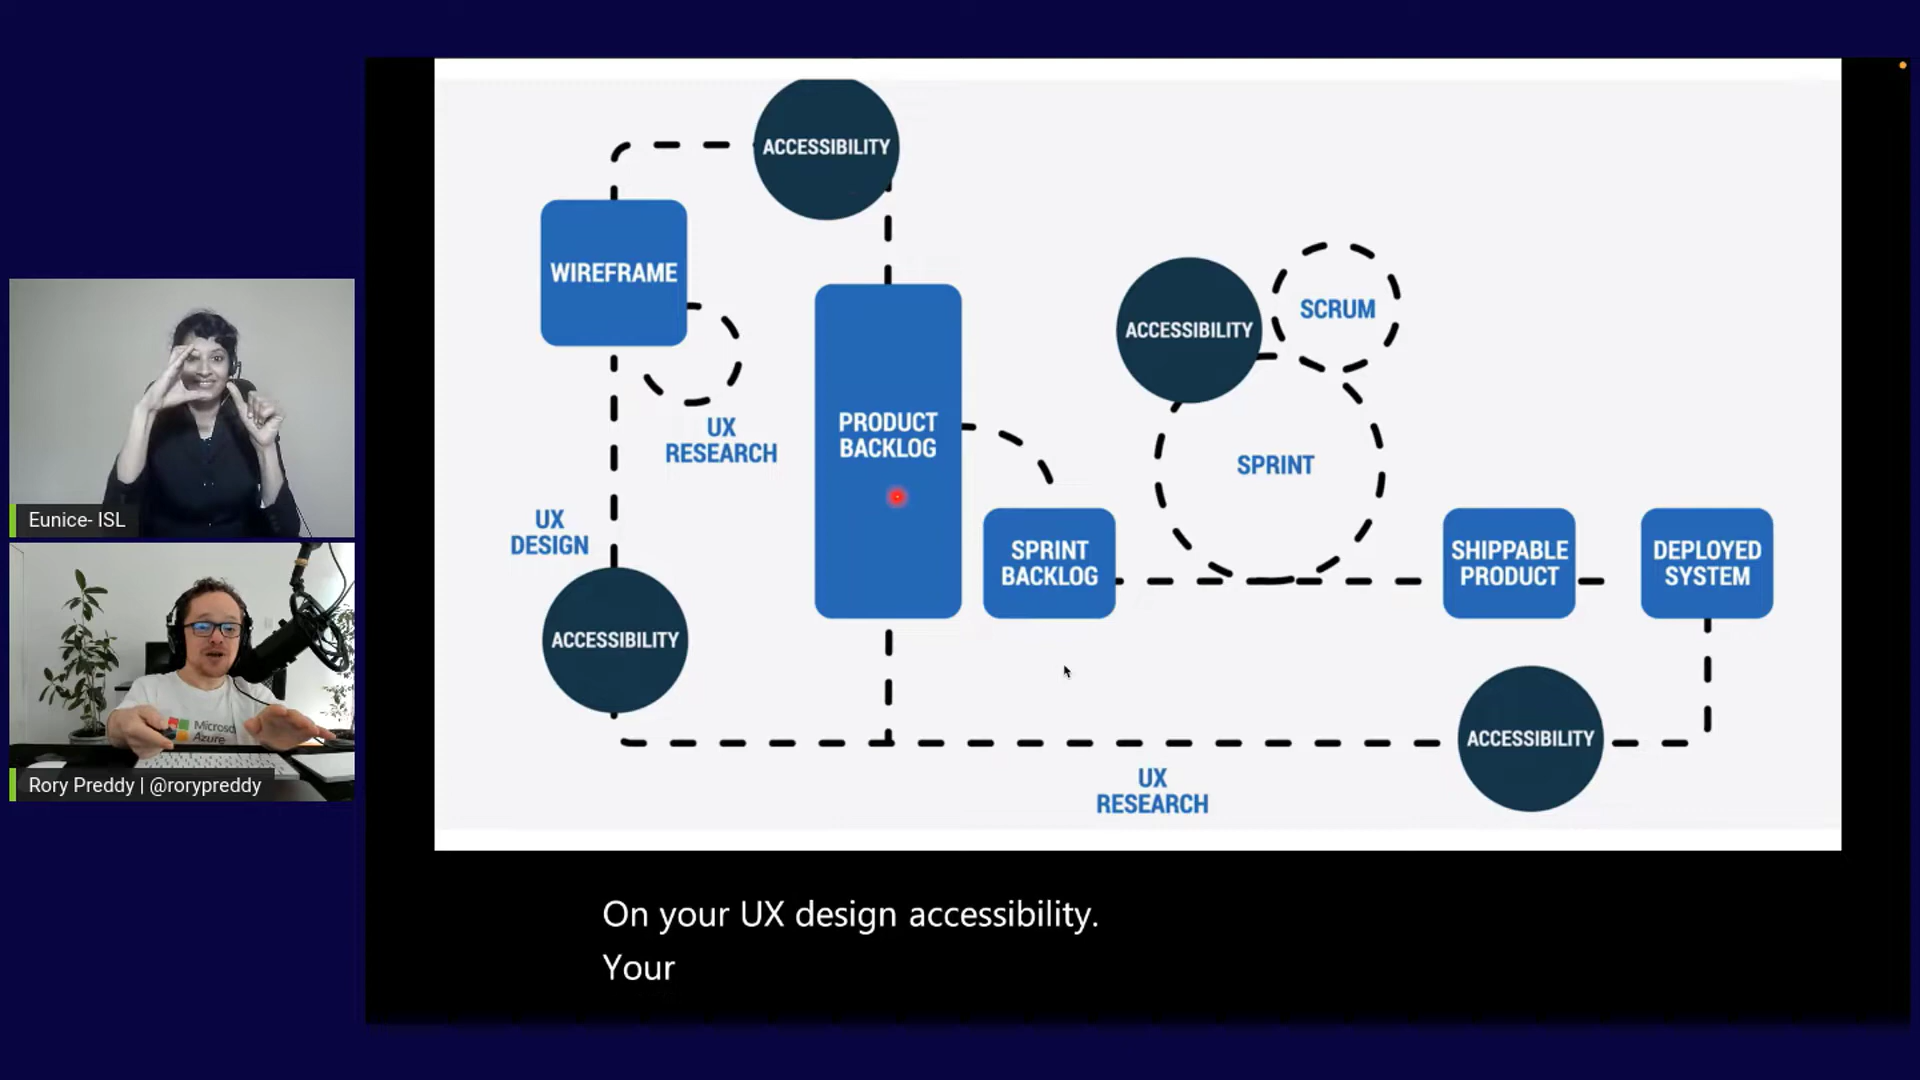 ACCESSIBILITY
WIREFRAME
UX
RESEARCH
UX
DESIGN
ACCESSIBILITY
PRODUCT
BACKLOG
SPRINT
BACKLOG
ACCESSIBILITY
SCRUM
SPRINT
SHIPPABLE
PRODUCT
DEPLOYED
SYSTEM
ACCESSIBILITY
UX
RESEARCH
Eunice- ISL
Azure
Rory Preddy | @rorypreddy
On your UX design accessibility.
Your